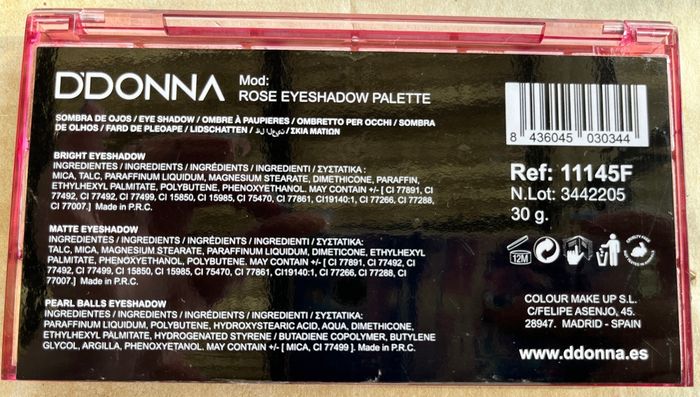 D'DONNA
Mod:
ROSE EYESHADOW PALETTE
SOMBRA DE OJOS / EYE SHADOW / OMBRE À PAUPIERES / OMBRETTO PER OCCHI / SOMBRA
DE OLHOS / FARD DE PLEOAPE / LIDSCHATTEN / ΣΚΙΑ ΜΑΤΙΩΝ
BRIGHT EYESHADOW
INGREDIENTES / INGREDIENTS / INGRÉDIENTS / INGREDIENTI / ΣΥΣΤΑΤΙΚΑ :
MICA, TALC, PARAFFINUM LIQUIDUM, MAGNESIUM STEARATE, DIMETHICONE, PARAFFIN,
ETHYLHEXYL PALMITATE, POLYBUTENE, PHENOXYETHANOL. MAY CONTAIN +/- [ CI 77891, CI
77492, CI 77492, CI 77499, CI 15850, CI 15985, CI 75470, CI 77861, CI19140:1, CI 77266, CI 77288,
CI 77007.] Made in P.R.C.
MATTE EYESHADOW
INGREDIENTES / INGREDIENTS / INGRÉDIENTS / INGREDIENTI / ΣΥΣΤΑΤΙΚΑ:
TALC, MICA, MAGNESIUM STEARATE, PARAFFINUM LIQUIDUM, DIMETICONE, ETHYLHEXYL
PALMITATE, PHENOXYETHANOL, POLYBUTENE. MAY CONTAIN +/- [ CI 77891, CI 77492, CI
77492, CI 77499, CI 15850, CI 15985, CI 75470, CI 77861, CI19140:1, CI 77266, CI 77288, CI
77007.] Made in P.R.C.
PEARL BALLS EYESHADOW
INGREDIENTES / INGREDIENTS / INGRÉDIENTS / INGREDIENTI / ΣΥΣΤΑΤΙΚΑ:
PARAFFINUM LIQUIDUM, POLYBUTENE, HYDROXYSTEARIC ACID, AQUA, DIMETHICONE,
ETHYLHEXYL PALMITATE, HYDROGENATED STYRENE / BUTADIENE COPOLYMER, BUTYLENE
GLYCOL, ARGILLA, PHENOXYETANOL. MAY CONTAIN +/- [ MICA, CI 77499 ]. Made in P.R.C.
8 436045 030344
Ref: 11145F
N.Lot: 3442205
30 g.
12M
COLOUR MAKE UP S.L.
C/FELIPE ASENJO, 45.
28947. MADRID - SPAIN
www.ddonna.es